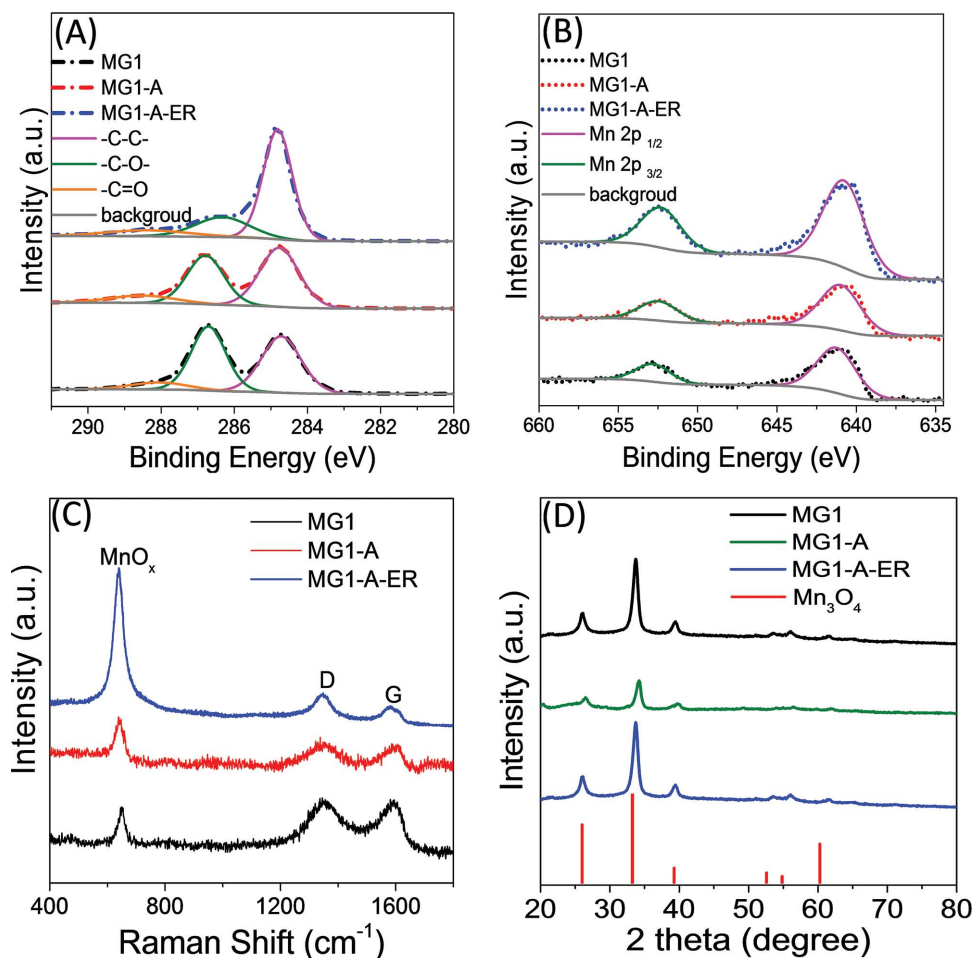 (A)
MG1
MG1-A
MG1-A-ER
-C-C-
-C-O-
-C=O
backgroud
Intensity (a.u.)
290 288 286 284 282 280
Binding Energy (eV)
(B)
MG1
MG1-A
MG1-A-ER
Mn 2p 1/2
Mn 2p 3/2
backgroud
Intensity (a.u.)
660 655 650 645 640 635
Binding Energy (eV)
(C)
MG1
MG1-A
MG1-A-ER
MnOx
D
G
Intensity (a.u.)
400 800 1200 1600
Raman Shift (cm-1)
(D)
MG1
MG1-A
MG1-A-ER
Mn3O4
Intensity (a.u.)
20 30 40 50 60 70 80
2 theta (degree)